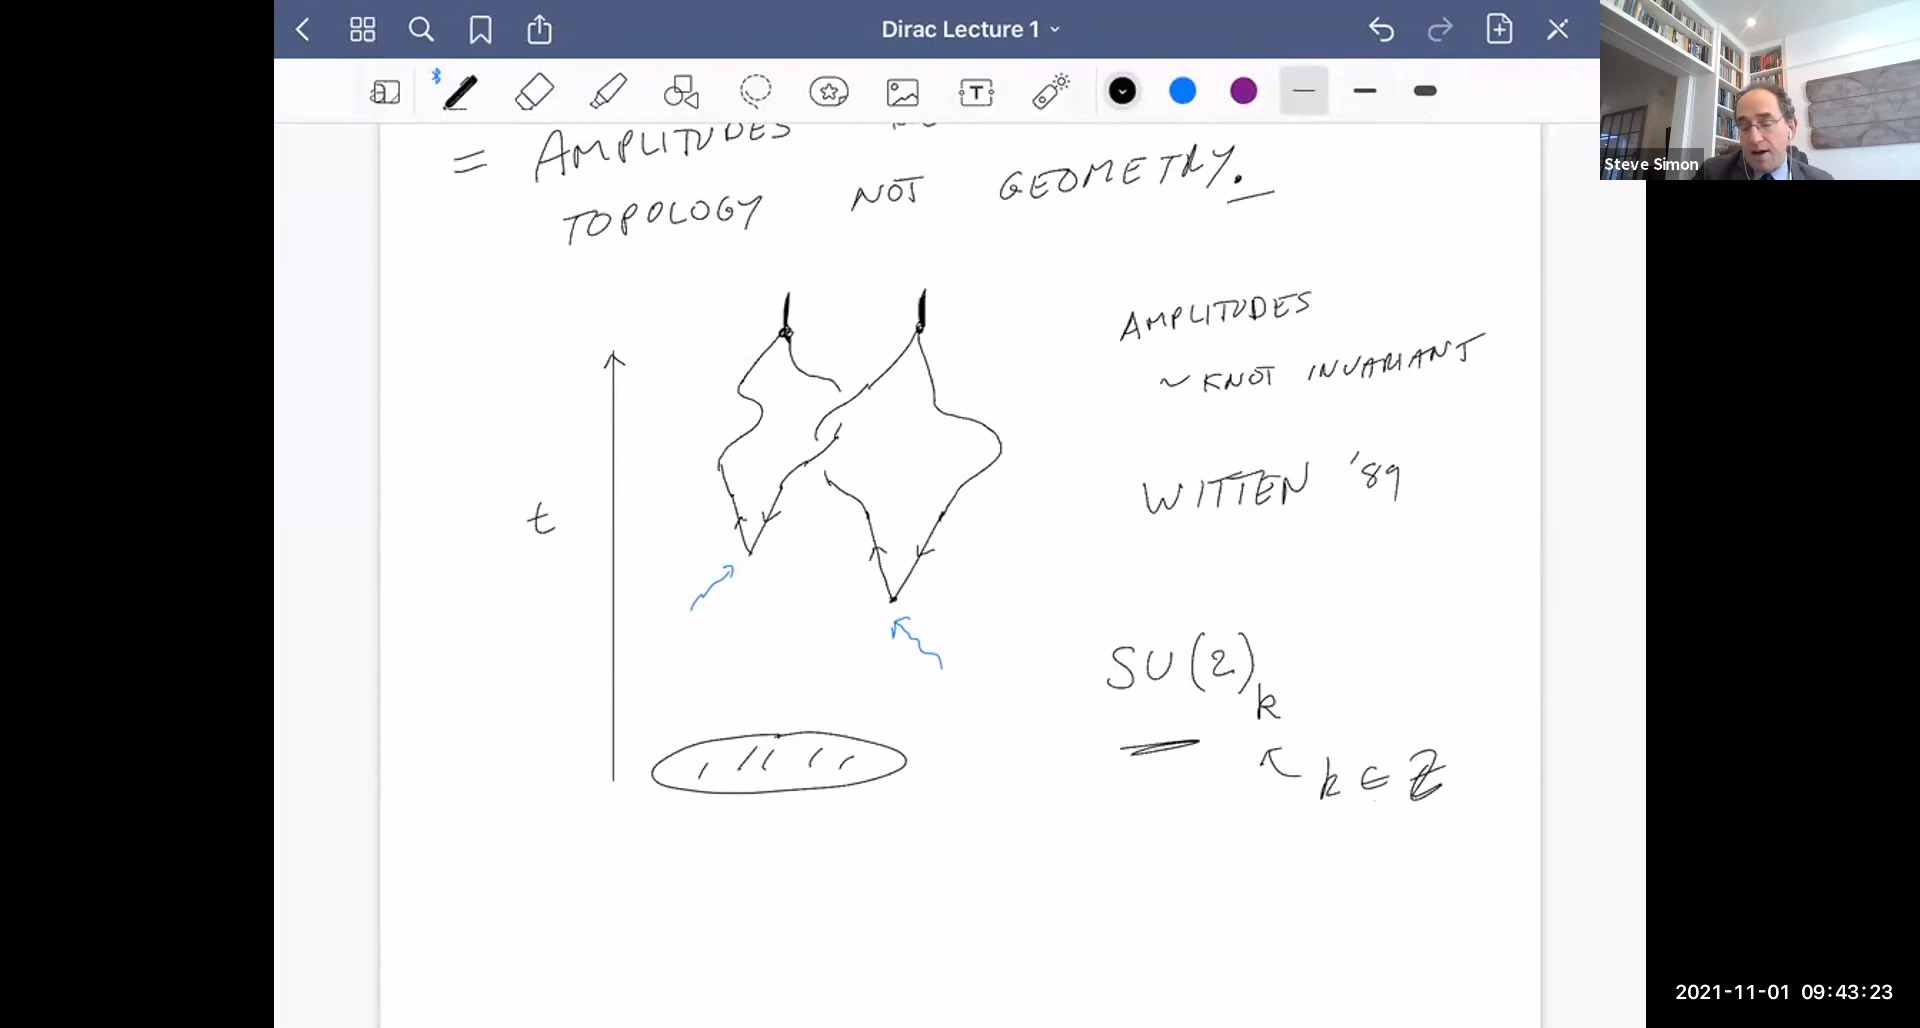 Dirac Lecture 1
T
Steve Simon
= AMPLITUDES
TOPOLOGY NOT GEOMETRY.
AMPLITUDES
~ KNOT INVARIANT
WITTEN '89
t
SU(2)k
k ∈ ℤ
2021-11-01 09:43:23